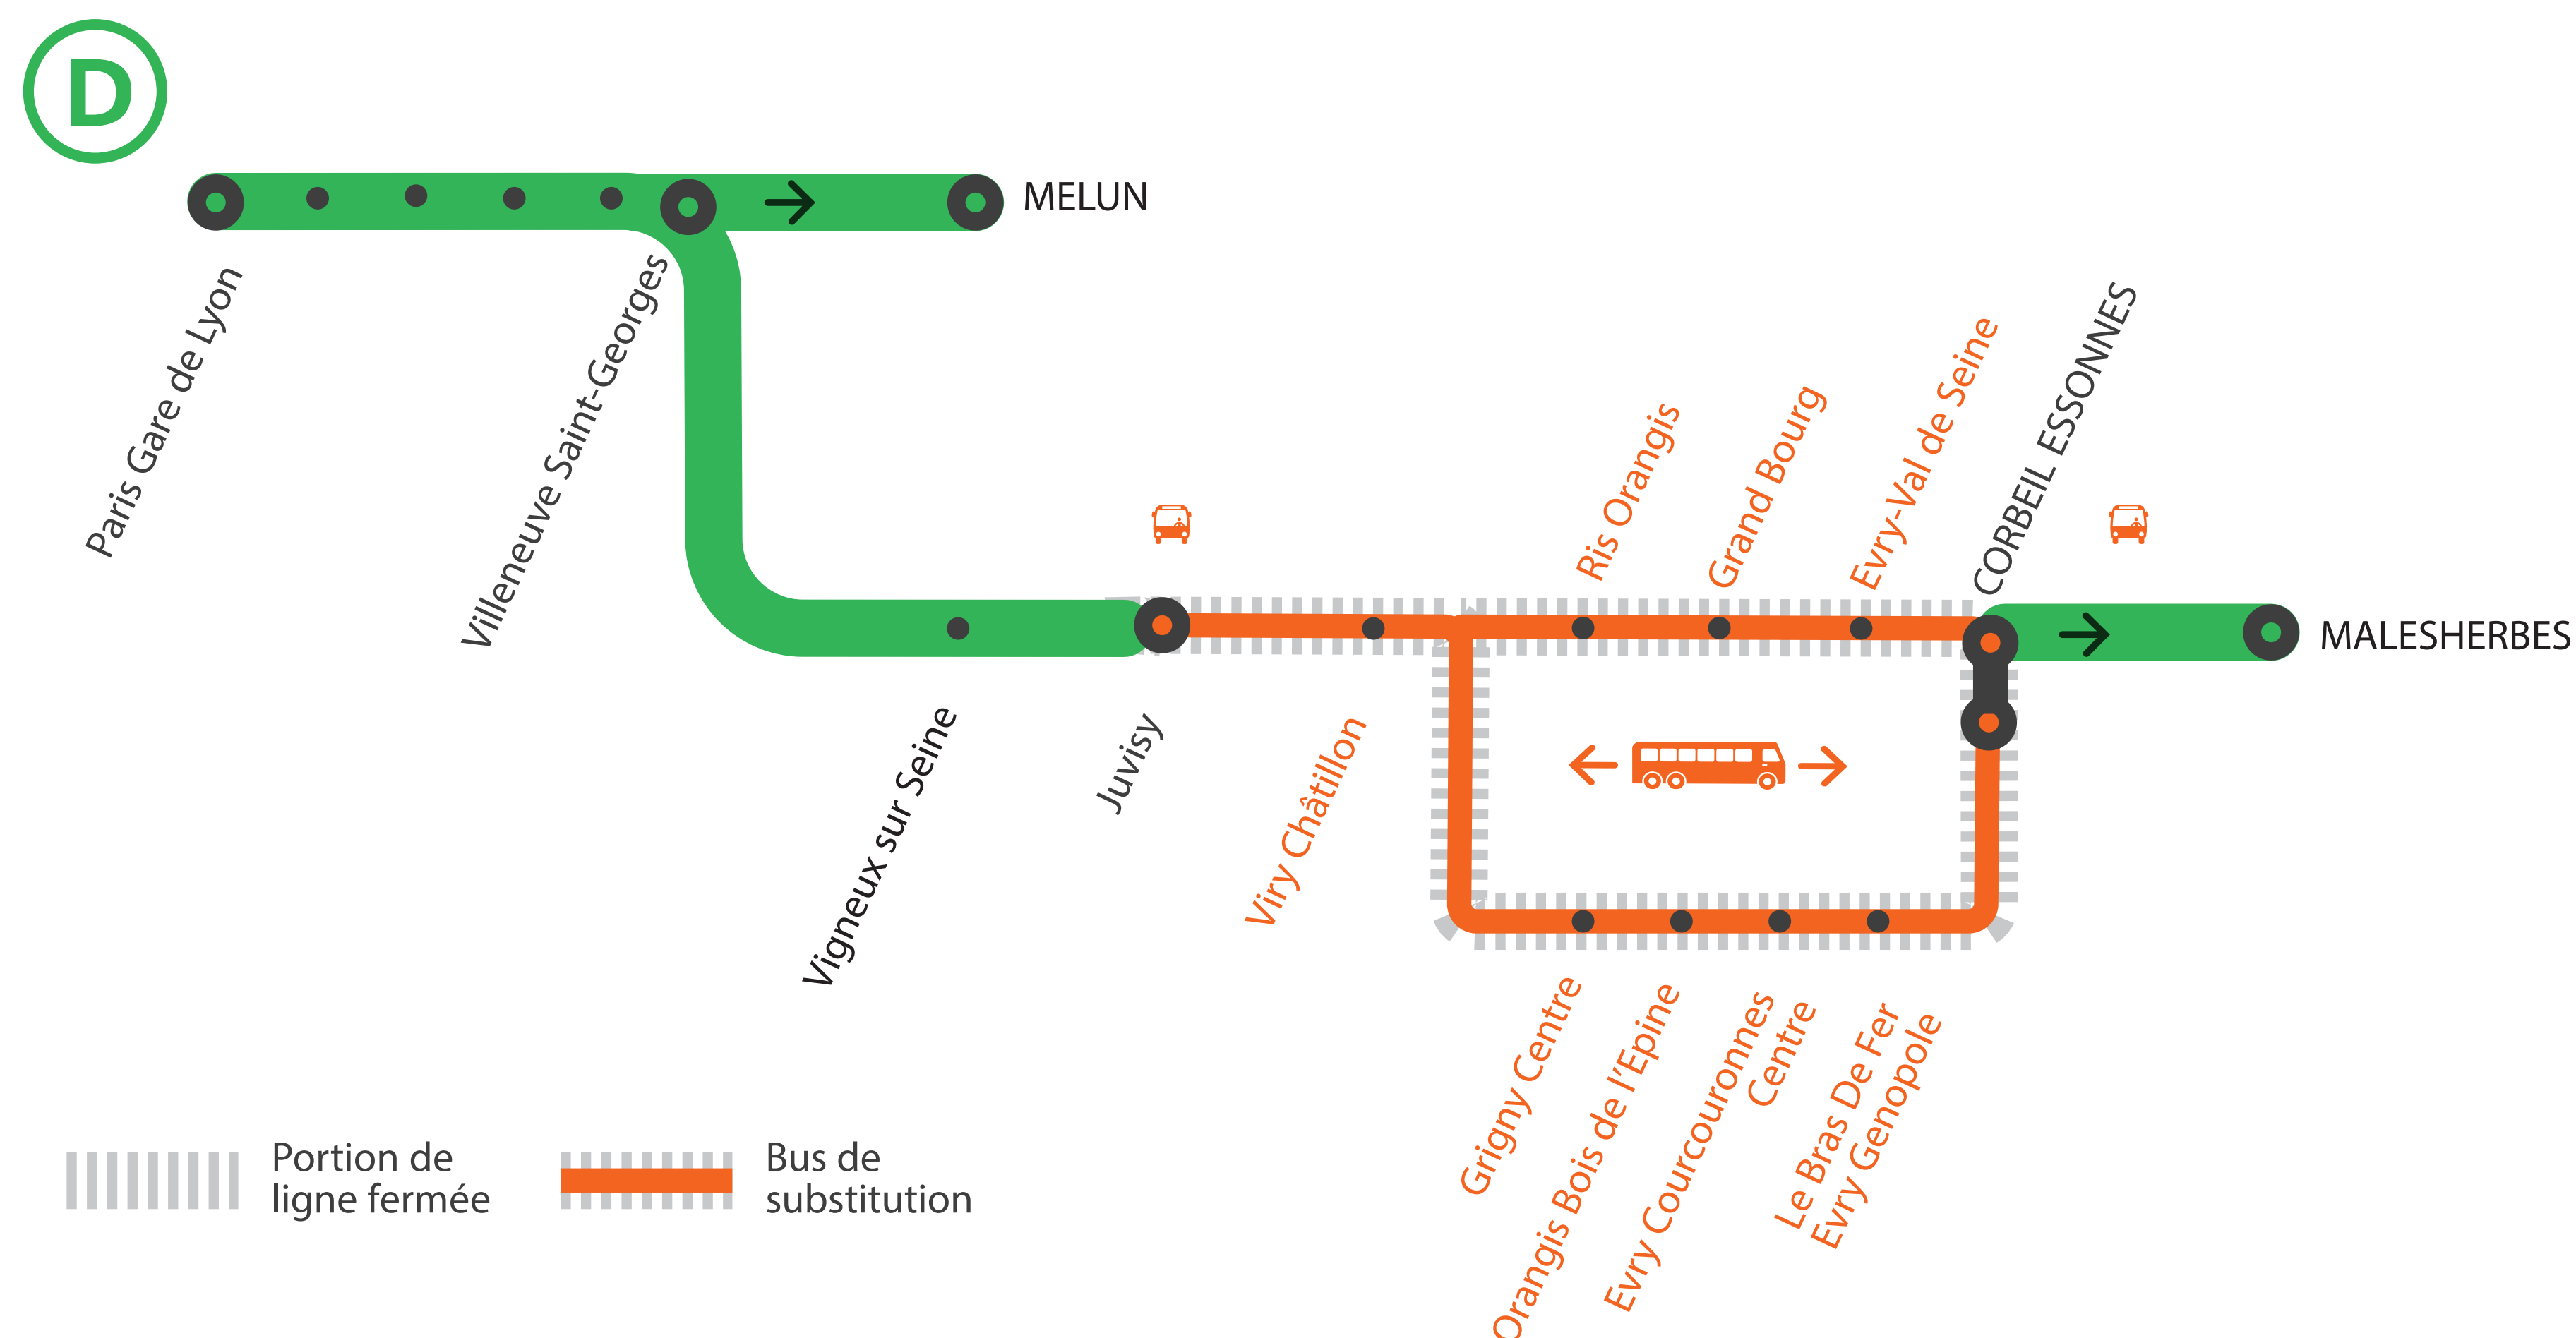 D
MELUN
Paris Gare de Lyon
Villeneuve Saint-Georges
Vigneux sur Seine
Juvisy
Viry Châtillon
Ris Orangis
Grand Bourg
Evry-Val de Seine
CORBEIL ESSONNES
MALESHERBES
Grigny Centre
Orangis Bois de l'Epine
Evry Courcouronnes
Centre
Le Bras De Fer
Evry Genopole
Portion de
ligne fermée
Bus de
substitution